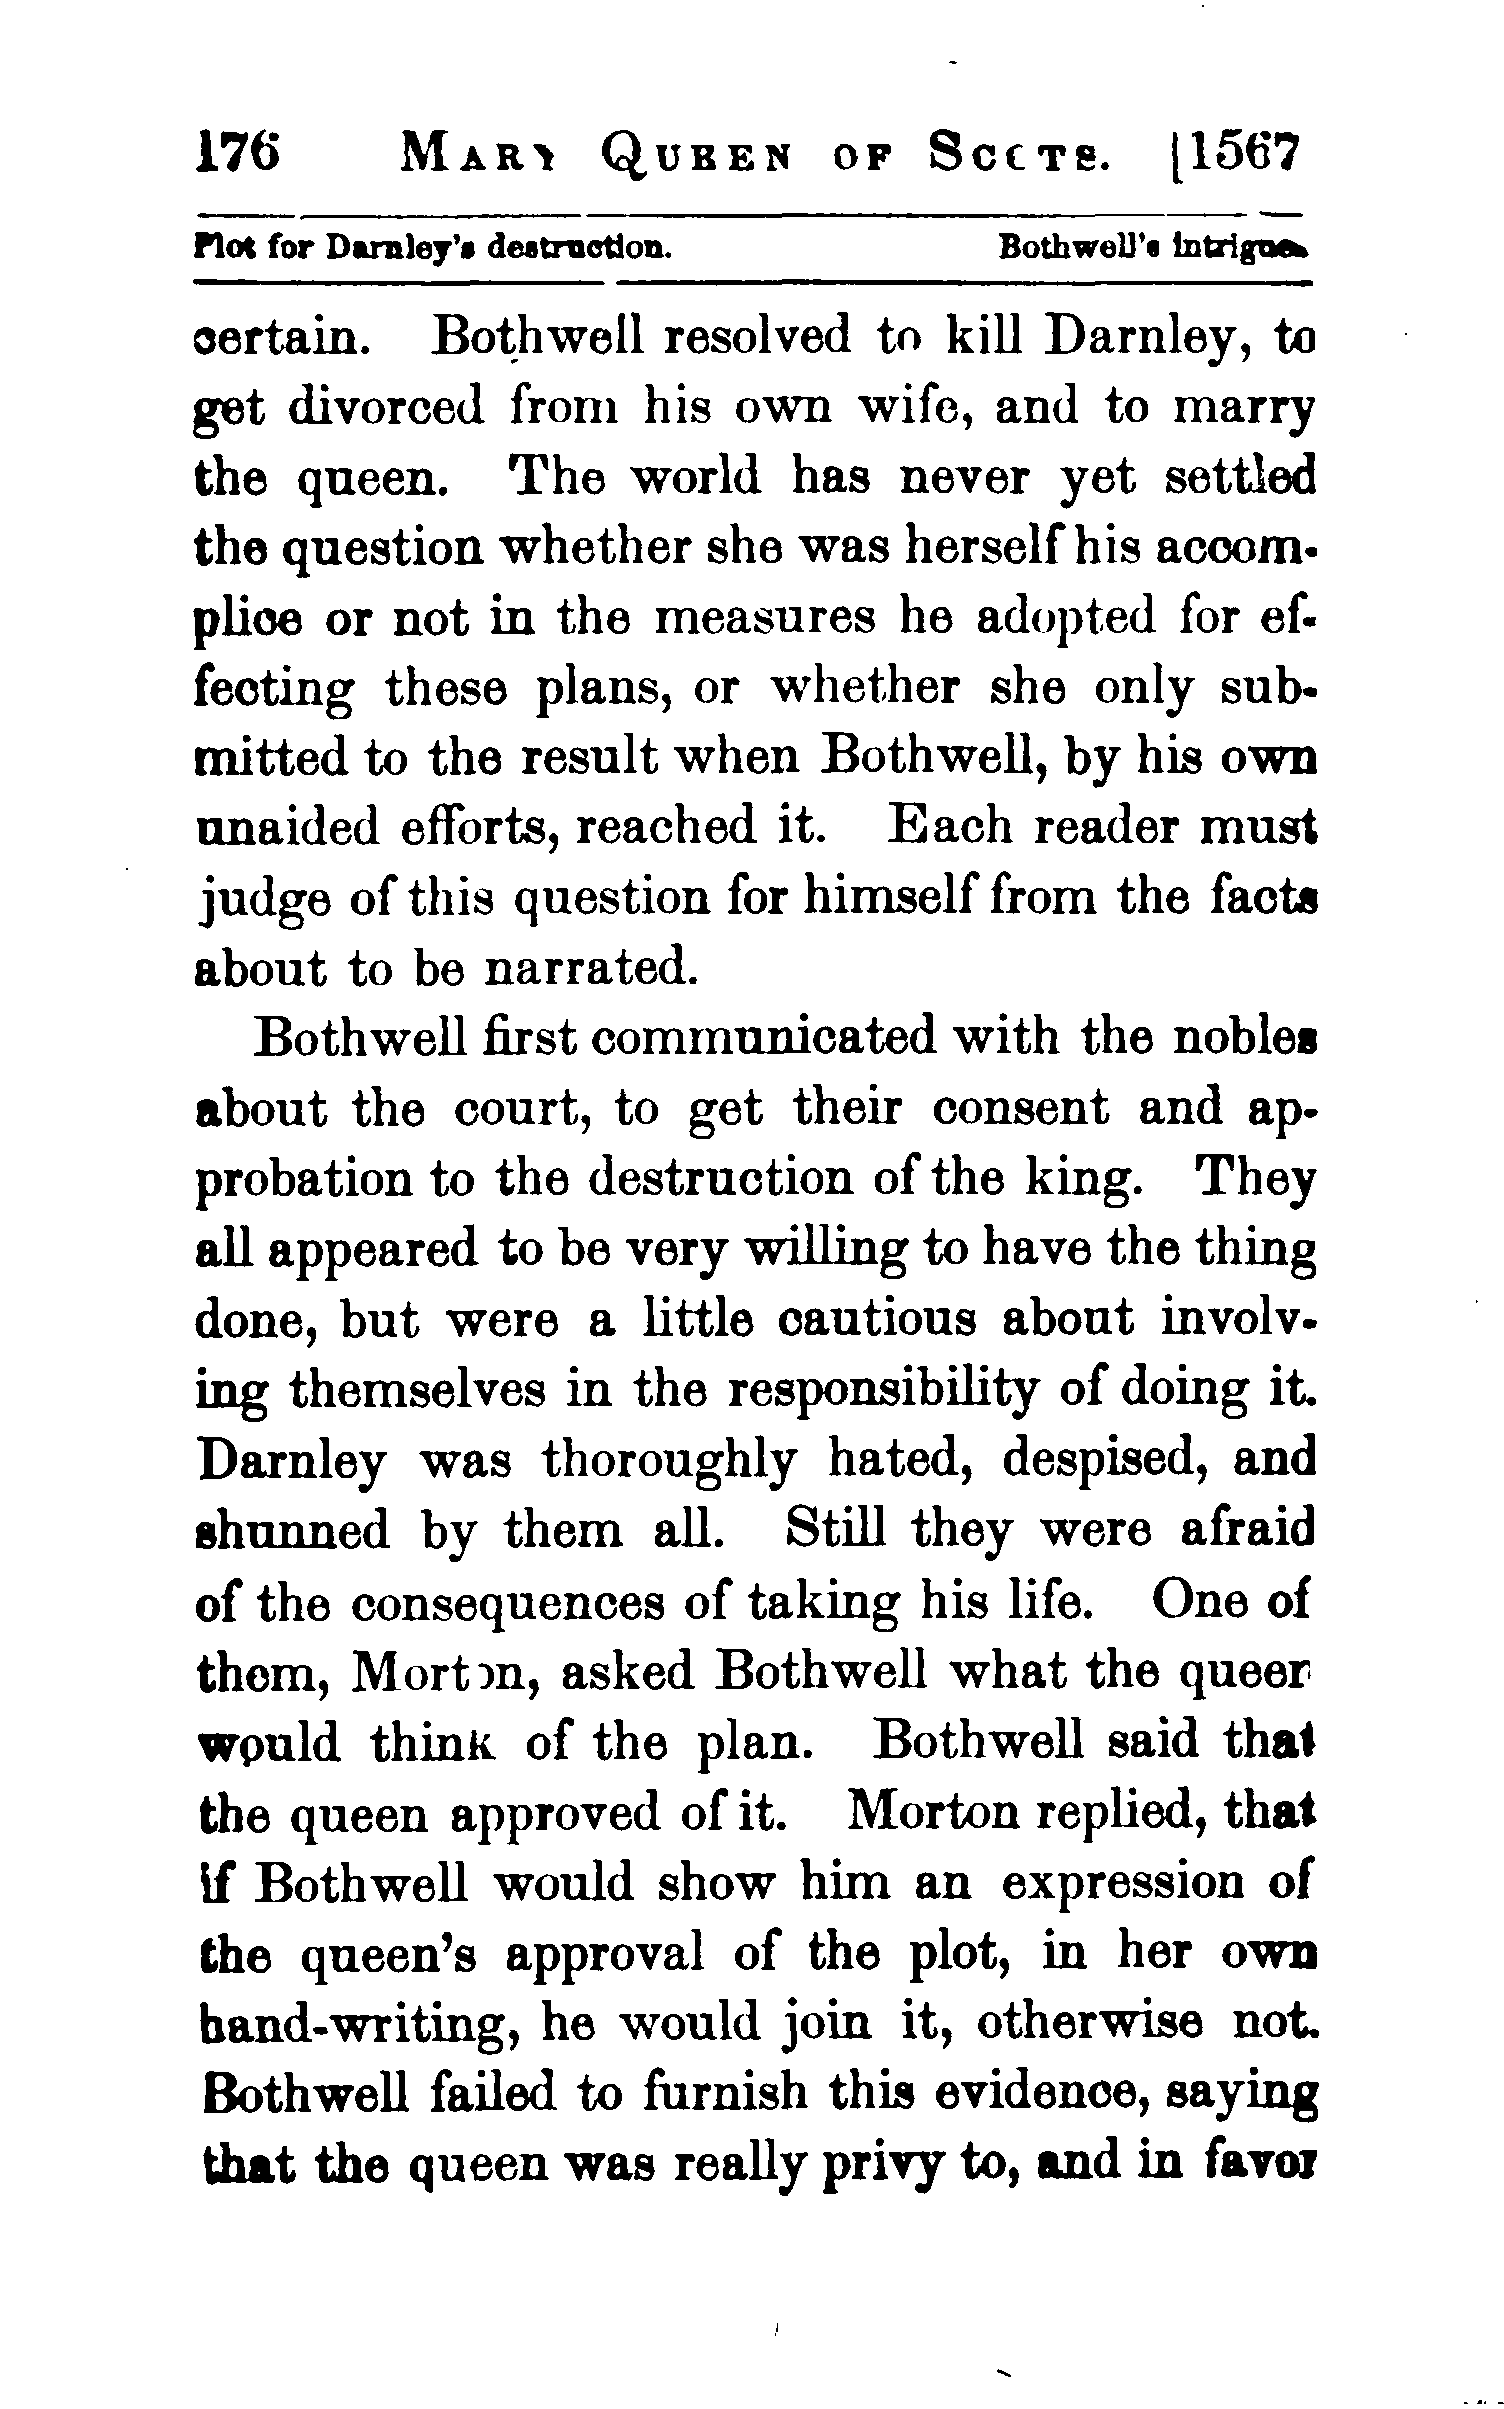 176 Mary Queen of Scots. [1567
Plot for Darnley's destruction. Bothwell's intrigues.
certain. Bothwell resolved to kill Darnley, to
get divorced from his own wife, and to marry
the queen. The world has never yet settled
the question whether she was herself his accom-
plice or not in the measures he adopted for ef-
fecting these plans, or whether she only sub-
mitted to the result when Bothwell, by his own
unaided efforts, reached it. Each reader must
judge of this question for himself from the facts
about to be narrated.
Bothwell first communicated with the nobles
about the court, to get their consent and ap-
probation to the destruction of the king. They
all appeared to be very willing to have the thing
done, but were a little cautious about involv-
ing themselves in the responsibility of doing it.
Darnley was thoroughly hated, despised, and
shunned by them all. Still they were afraid
of the consequences of taking his life. One of
them, Morton, asked Bothwell what the queen
would think of the plan. Bothwell said that
the queen approved of it. Morton replied, that
if Bothwell would show him an expression of
the queen's approval of the plot, in her own
hand-writing, he would join it, otherwise not.
Bothwell failed to furnish this evidence, saying
that the queen was really privy to, and in favor